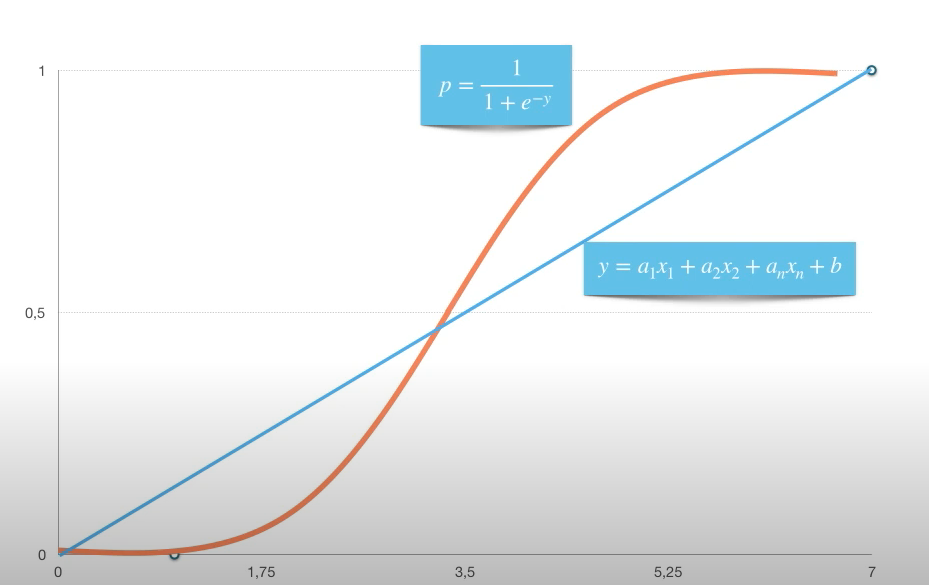 1
p = 1 / (1 + e^{-y})
y = a₁x₁ + a₂x₂ + aₙxₙ + b
0,5
0
0 1,75 3,5 5,25 7